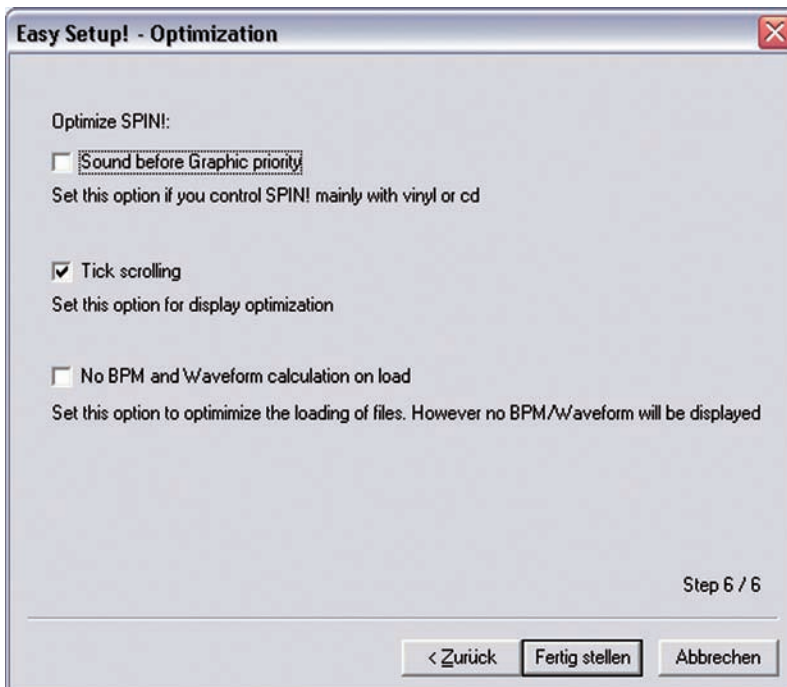 Easy Setup! - Optimization
Optimize SPIN!:
Sound before Graphic priority
Set this option if you control SPIN! mainly with vinyl or cd
Tick scrolling
Set this option for display optimization
No BPM and Waveform calculation on load
Set this option to optimimize the loading of files. However no BPM/Waveform will be displayed
Step 6 / 6
< Zurück
Fertig stellen
Abbrechen